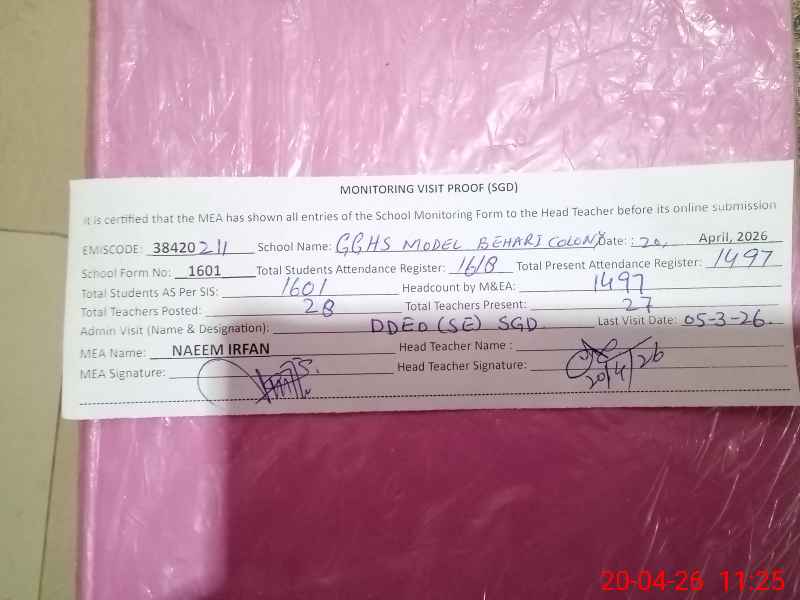 MONITORING VISIT PROOF (SGD)
It is certified that the MEA has shown all entries of the School Monitoring Form to the Head Teacher before its online submission
EMISCODE: 38420211 School Name: GGHS MODEL BEHARI COLONY Date: : 20, April, 2026
School Form No: 1601 Total Students Attendance Register: 1618 Total Present Attendance Register: 1497
Total Students AS Per SIS: 1601 Headcount by M&EA: 1497
Total Teachers Posted: 28 Total Teachers Present: 27
Admin Visit (Name & Designation): DDEO (SE) SGD Last Visit Date: 05-3-26.
MEA Name: NAEEM IRFAN Head Teacher Name :
MEA Signature: Head Teacher Signature: 20/4/26
20-04-26 11:25